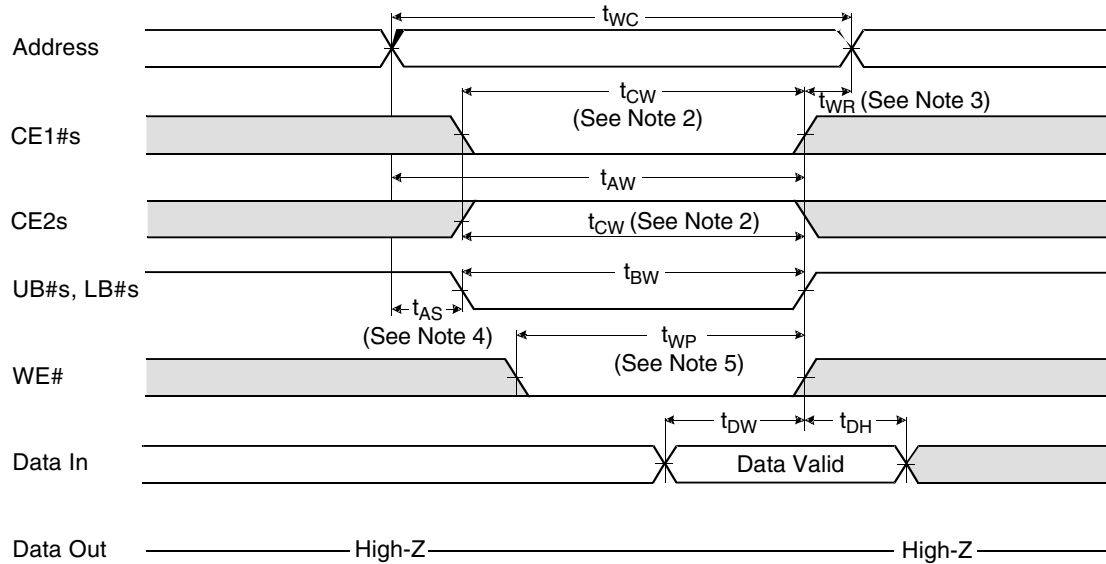 tWC
Address
tCW
(See Note 2)
tWR (See Note 3)
CE1#s
tAW
CE2s
tCW (See Note 2)
UB#s, LB#s
tBW
tAS
(See Note 4)
tWP
(See Note 5)
WE#
tDW
tDH
Data In
Data Valid
Data Out
High-Z
High-Z